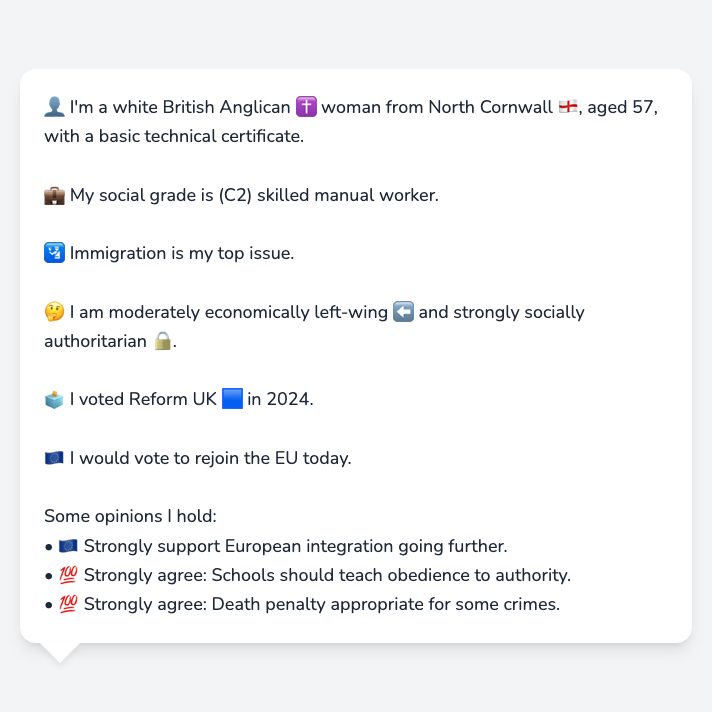 👤 I'm a white British Anglican ✝️ woman from North Cornwall 🏴󠁧󠁢󠁥󠁮󠁧󠁿, aged 57,
with a basic technical certificate.
💼 My social grade is (C2) skilled manual worker.
🛂 Immigration is my top issue.
🤔 I am moderately economically left-wing ⬅️ and strongly socially
authoritarian 🔒.
🗳️ I voted Reform UK 🟦 in 2024.
🇪🇺 I would vote to rejoin the EU today.
Some opinions I hold:
• 🇪🇺 Strongly support European integration going further.
• 💯 Strongly agree: Schools should teach obedience to authority.
• 💯 Strongly agree: Death penalty appropriate for some crimes.